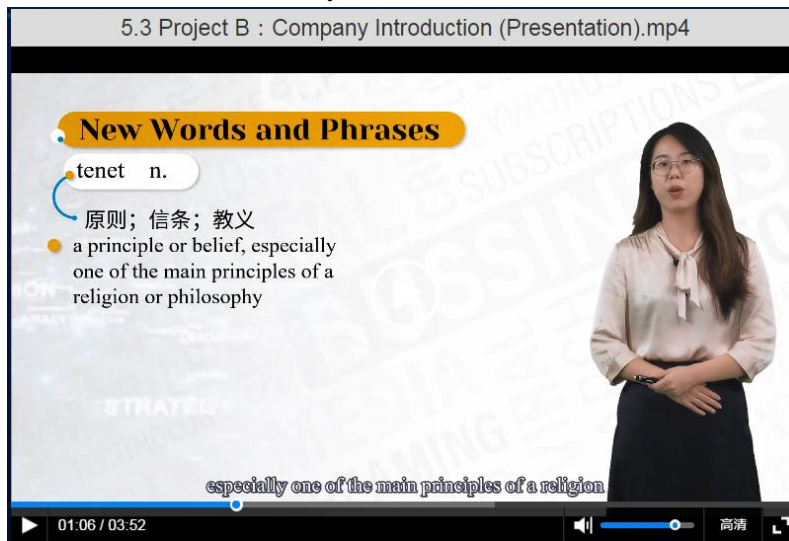 5.3 Project B：Company Introduction (Presentation).mp4
New Words and Phrases
tenet n.
原则；信条；教义
a principle or belief, especially
one of the main principles of a
religion or philosophy
especially one of the main principles of a religion
01:06 / 03:52
高清